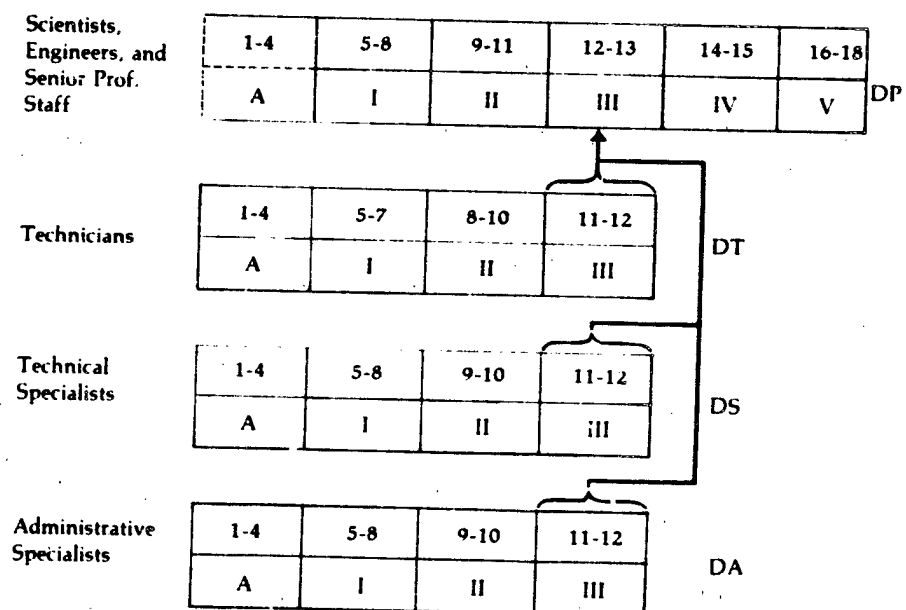 Scientists,
Engineers, and
Senior Prof.
Staff
1-4 5-8 9-11 12-13 14-15 16-18
A I II III IV V
DP
Technicians
1-4 5-7 8-10 11-12
A I II III
DT
Technical
Specialists
1-4 5-8 9-10 11-12
A I II III
DS
Administrative
Specialists
1-4 5-8 9-10 11-12
A I II III
DA